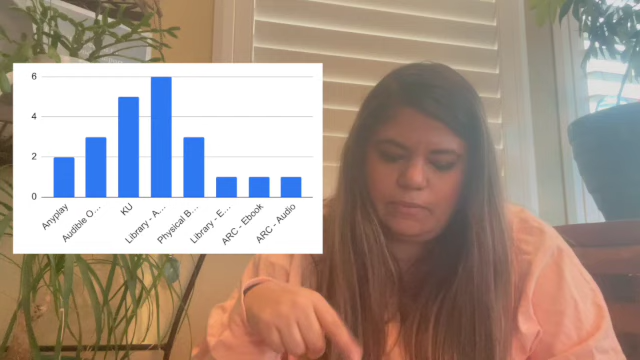 6
4
2
0
Anyplay
Audible O...
KU
Library - A...
Physical B...
Library - E...
ARC - Ebook
ARC - Audio